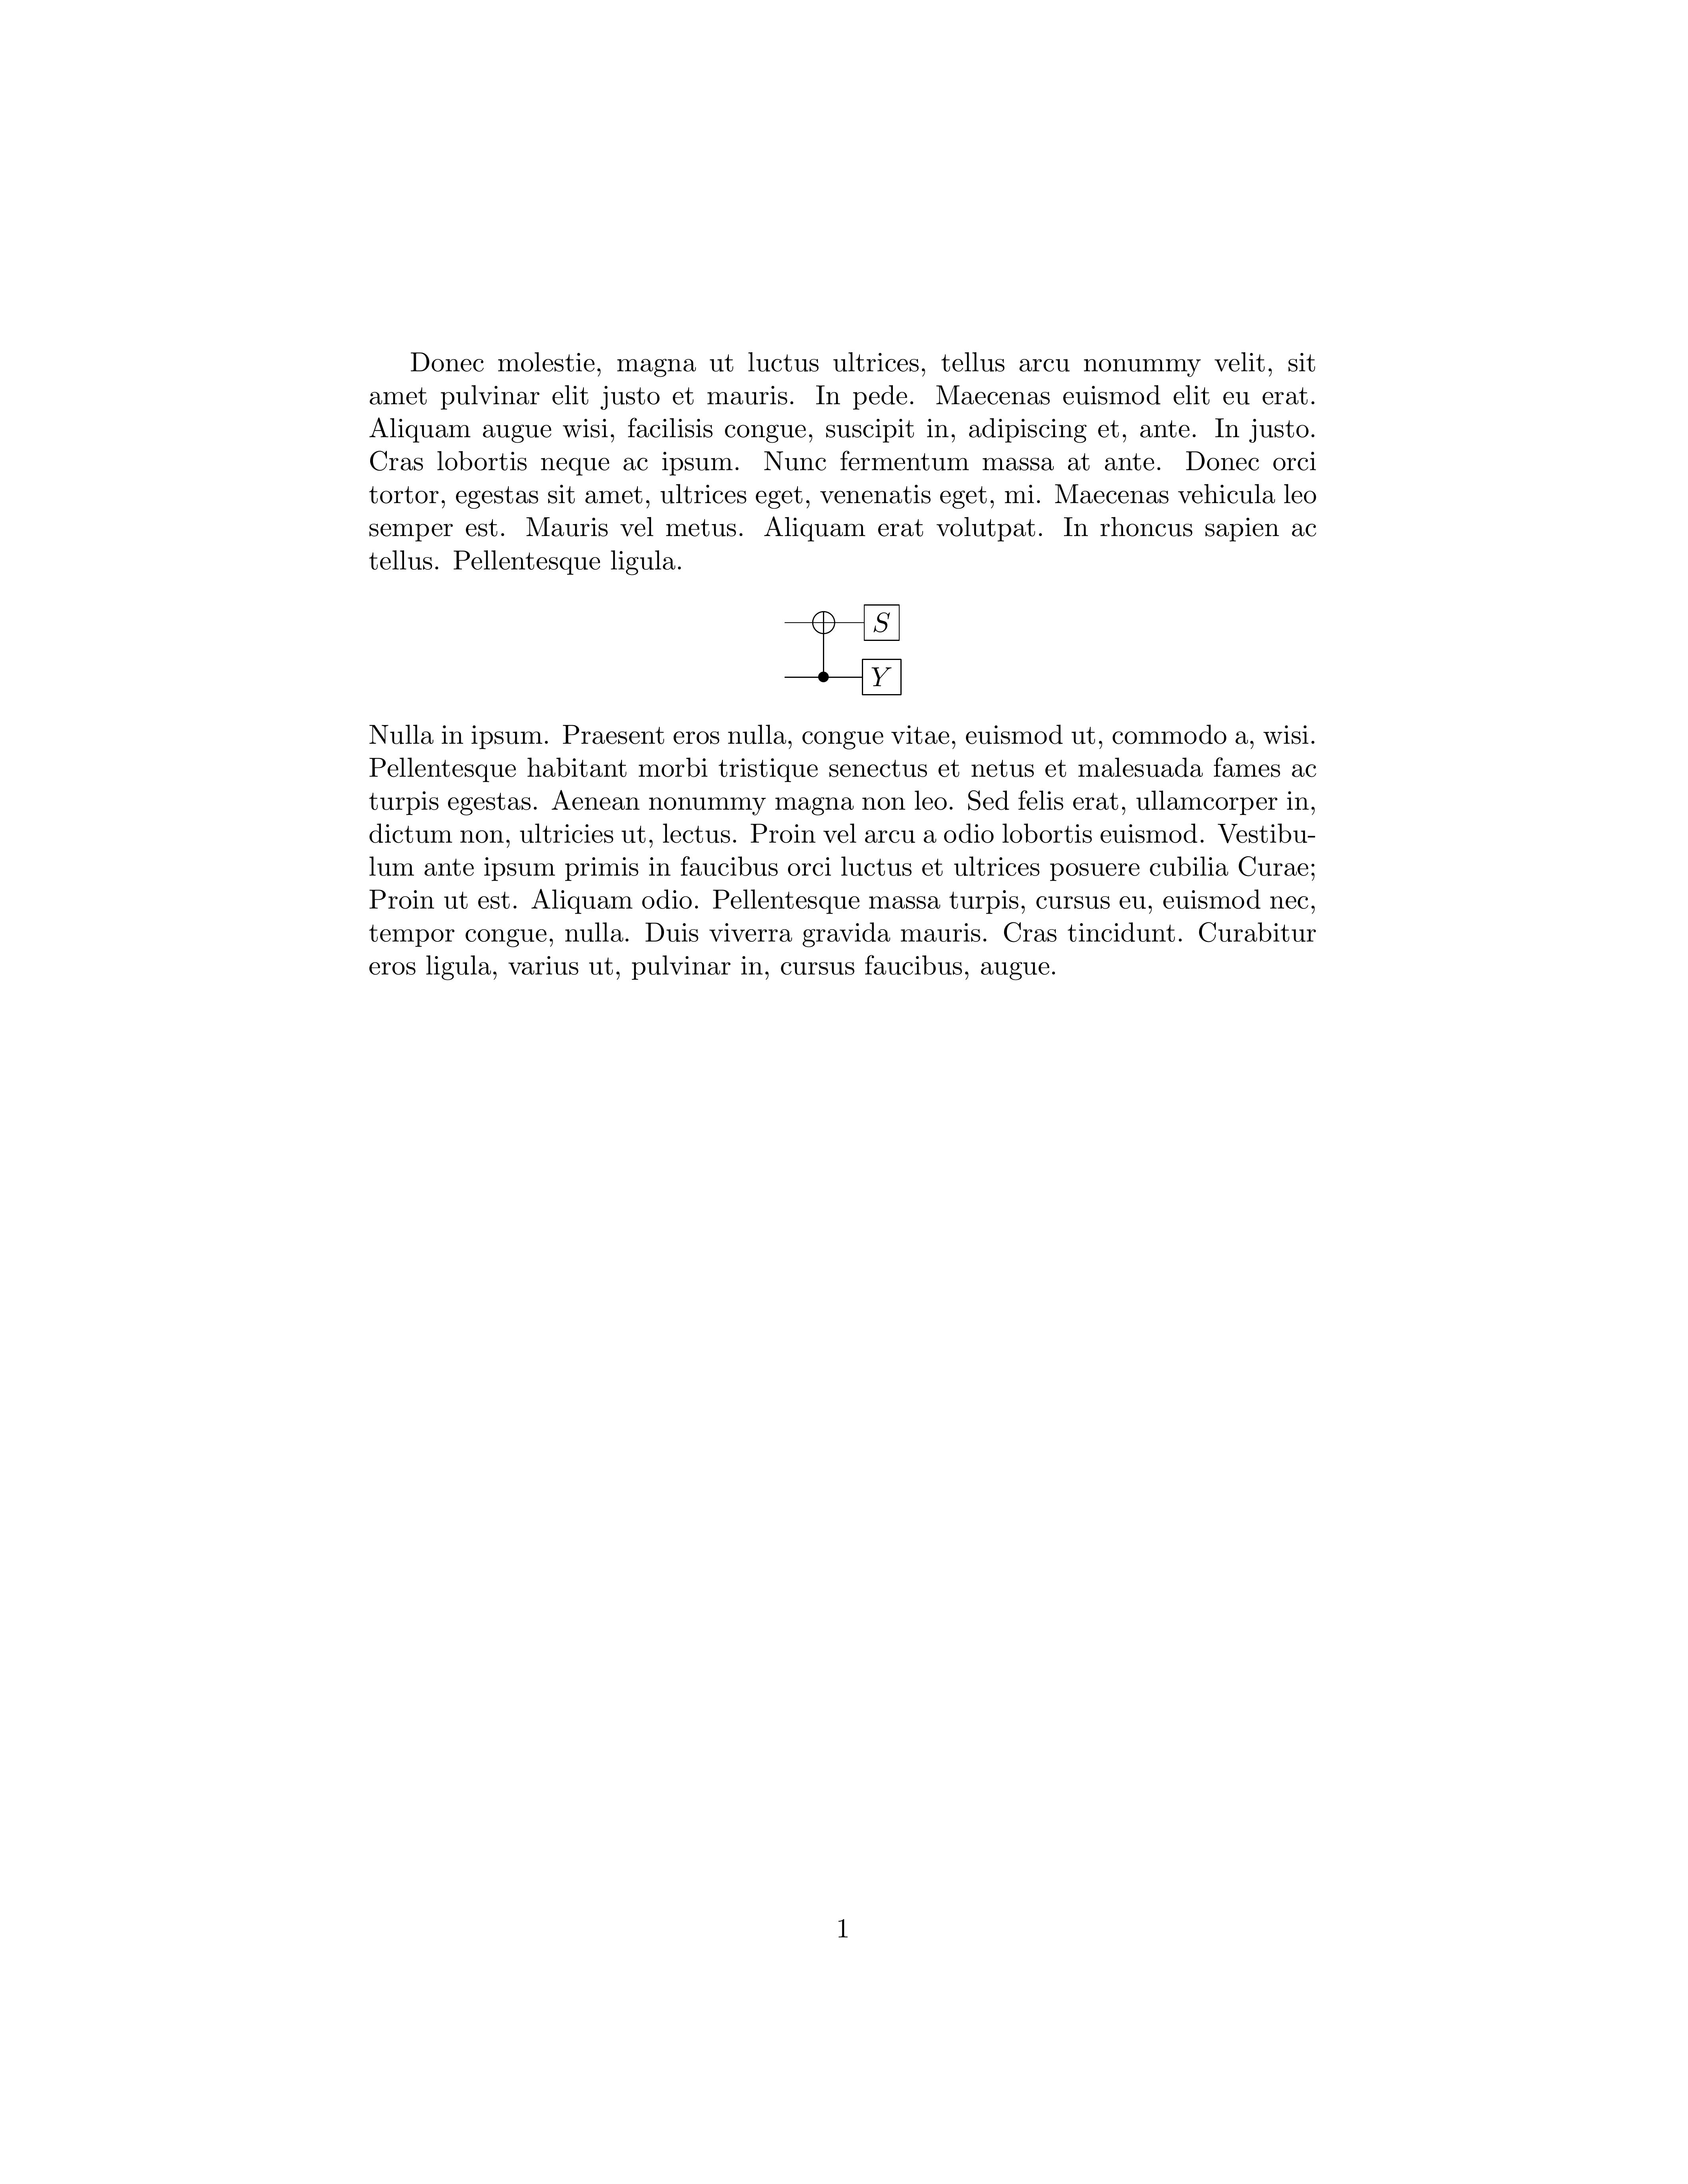 Donec molestie, magna ut luctus ultrices, tellus arcu nonummy velit, sit
amet pulvinar elit justo et mauris. In pede. Maecenas euismod elit eu erat.
Aliquam augue wisi, facilisis congue, suscipit in, adipiscing et, ante. In justo.
Cras lobortis neque ac ipsum. Nunc fermentum massa at ante. Donec orci
tortor, egestas sit amet, ultrices eget, venenatis eget, mi. Maecenas vehicula leo
semper est. Mauris vel metus. Aliquam erat volutpat. In rhoncus sapien ac
tellus. Pellentesque ligula.
S
Y
Nulla in ipsum. Praesent eros nulla, congue vitae, euismod ut, commodo a, wisi.
Pellentesque habitant morbi tristique senectus et netus et malesuada fames ac
turpis egestas. Aenean nonummy magna non leo. Sed felis erat, ullamcorper in,
dictum non, ultricies ut, lectus. Proin vel arcu a odio lobortis euismod. Vestibu-
lum ante ipsum primis in faucibus orci luctus et ultrices posuere cubilia Curae;
Proin ut est. Aliquam odio. Pellentesque massa turpis, cursus eu, euismod nec,
tempor congue, nulla. Duis viverra gravida mauris. Cras tincidunt. Curabitur
eros ligula, varius ut, pulvinar in, cursus faucibus, augue.
1